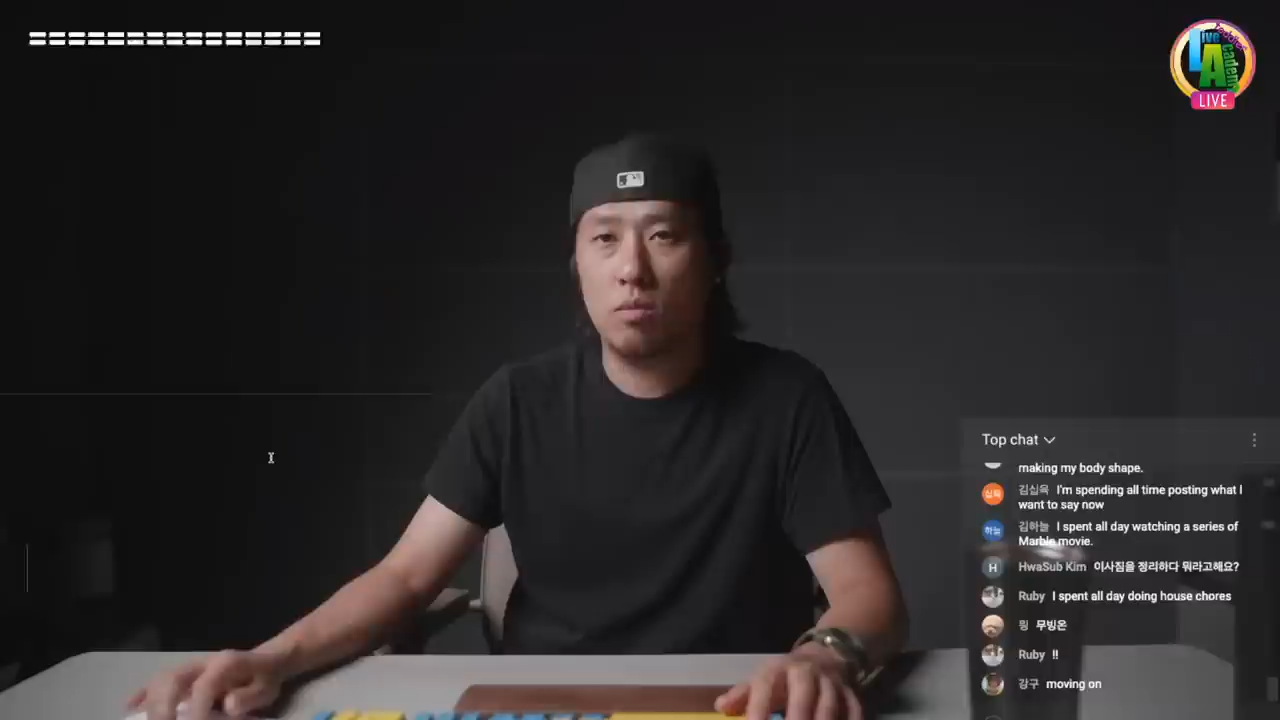 Live
Academy
LIVE
Top chat
making my body shape.
김십육 I'm spending all time posting what I
want to say now
김하늘 I spent all day watching a series of
Marble movie.
HwaSub Kim 이사짐을 정리하다 뭐라고해요?
Ruby I spent all day doing house chores
무빙온
Ruby !!
강구 moving on